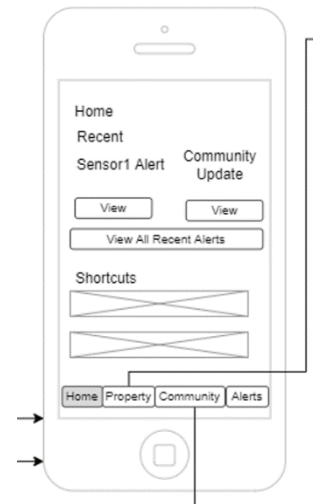 Home
Recent
Sensor1 Alert
Community
Update
View
View
View All Recent Alerts
Shortcuts
Home Property Community Alerts